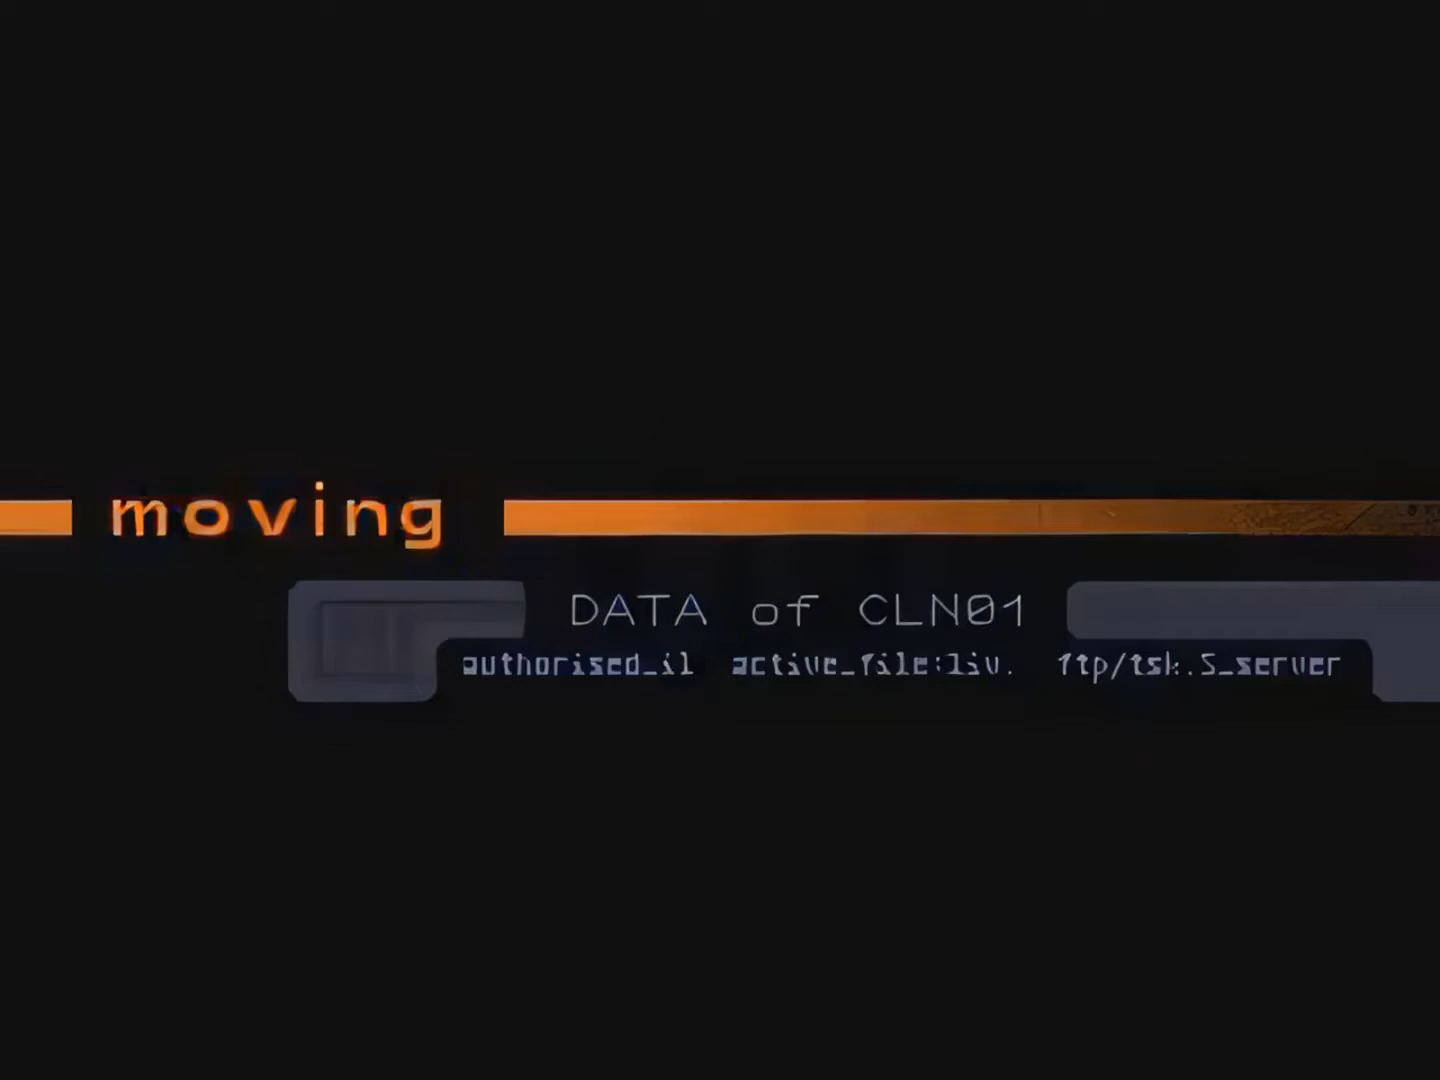 moving
DATA of CLN01
authorised_il active_file:liv. ftp/tsk.S_server